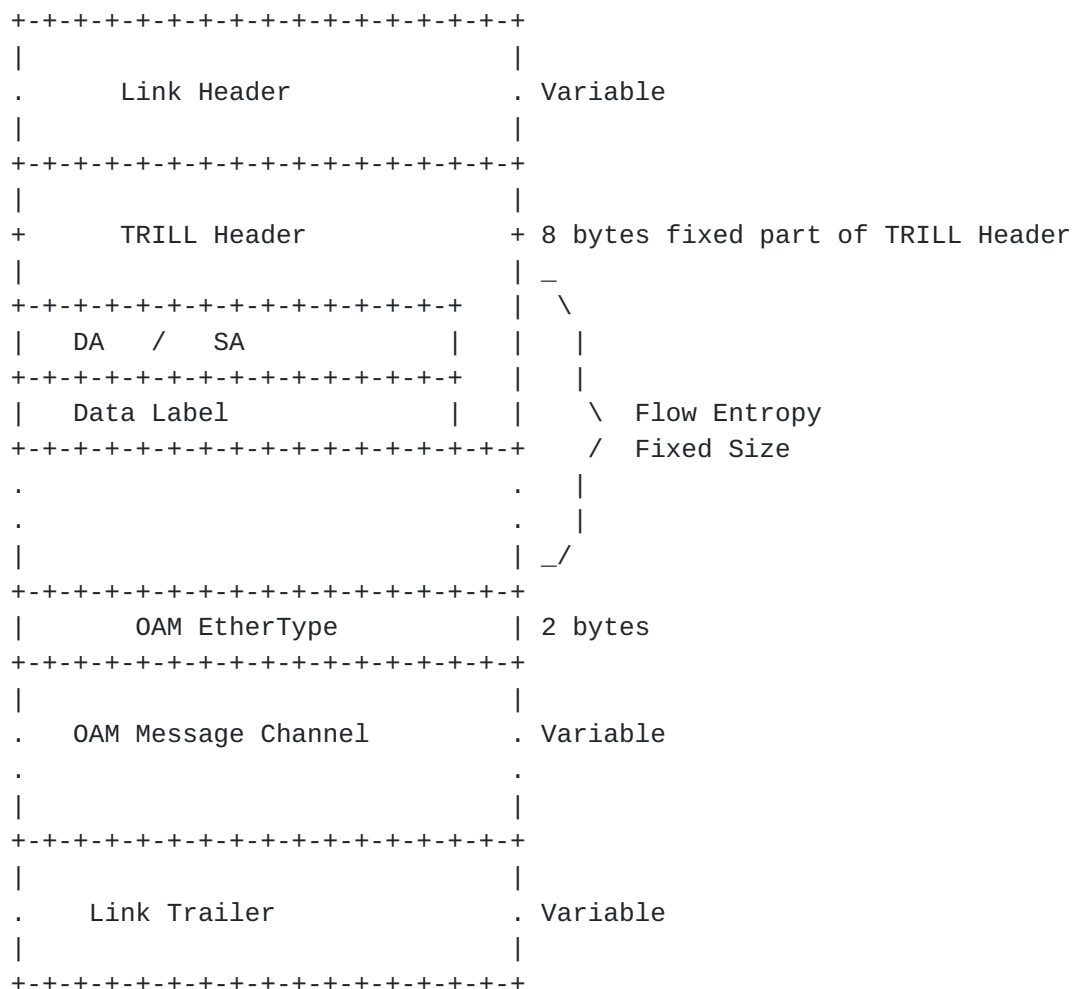 +-+-+-+-+-+-+-+-+-+-+-+-+-+-+-+-+
|                               |
.      Link Header              . Variable
|                               |
+-+-+-+-+-+-+-+-+-+-+-+-+-+-+-+-+
|                               |
+      TRILL Header             + 8 bytes fixed part of TRILL Header
|                               | _
+-+-+-+-+-+-+-+-+-+-+-+-+-+-+   |  \
|   DA   /   SA             |   |   |
+-+-+-+-+-+-+-+-+-+-+-+-+-+-+   |   |
|   Data Label              |   |    \  Flow Entropy
+-+-+-+-+-+-+-+-+-+-+-+-+-+-+-+-+    /  Fixed Size
.                               .   |
.                               .   |
|                               | _/
+-+-+-+-+-+-+-+-+-+-+-+-+-+-+-+-+
|       OAM EtherType           | 2 bytes
+-+-+-+-+-+-+-+-+-+-+-+-+-+-+-+-+
|                               |
.   OAM Message Channel         . Variable
.                               .
|                               |
+-+-+-+-+-+-+-+-+-+-+-+-+-+-+-+-+
|                               |
.    Link Trailer               . Variable
|                               |
+-+-+-+-+-+-+-+-+-+-+-+-+-+-+-+-+